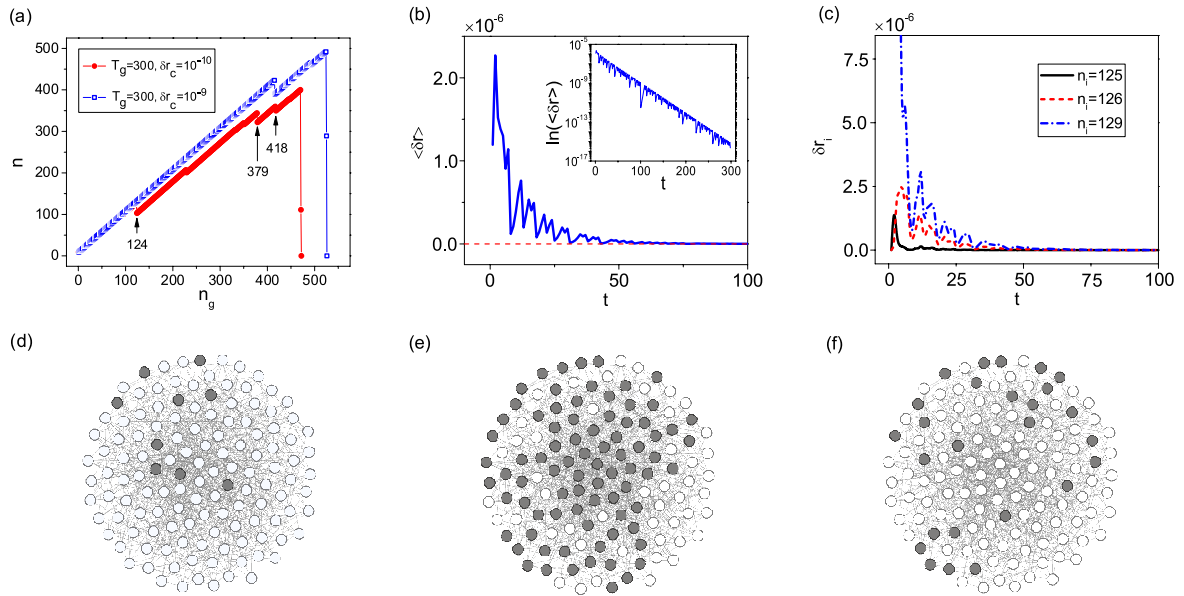 (a)
500
400
300
200
100
0
n
T_g=300, δr_c=10^-10
T_g=300, δr_c=10^-9
124
379
418
0 100 200 300 400 500
n_g
(b)
×10^-6
2.0
1.0
0.0
<δr>
0 50 100
t
10^-5
10^-9
10^-13
10^-17
ln(<δr>)
0 100 200 300
t
(c)
×10^-6
7.5
5.0
2.5
0.0
δr_i
n_i=125
n_i=126
n_i=129
0 25 50 75 100
t
(d)
(e)
(f)